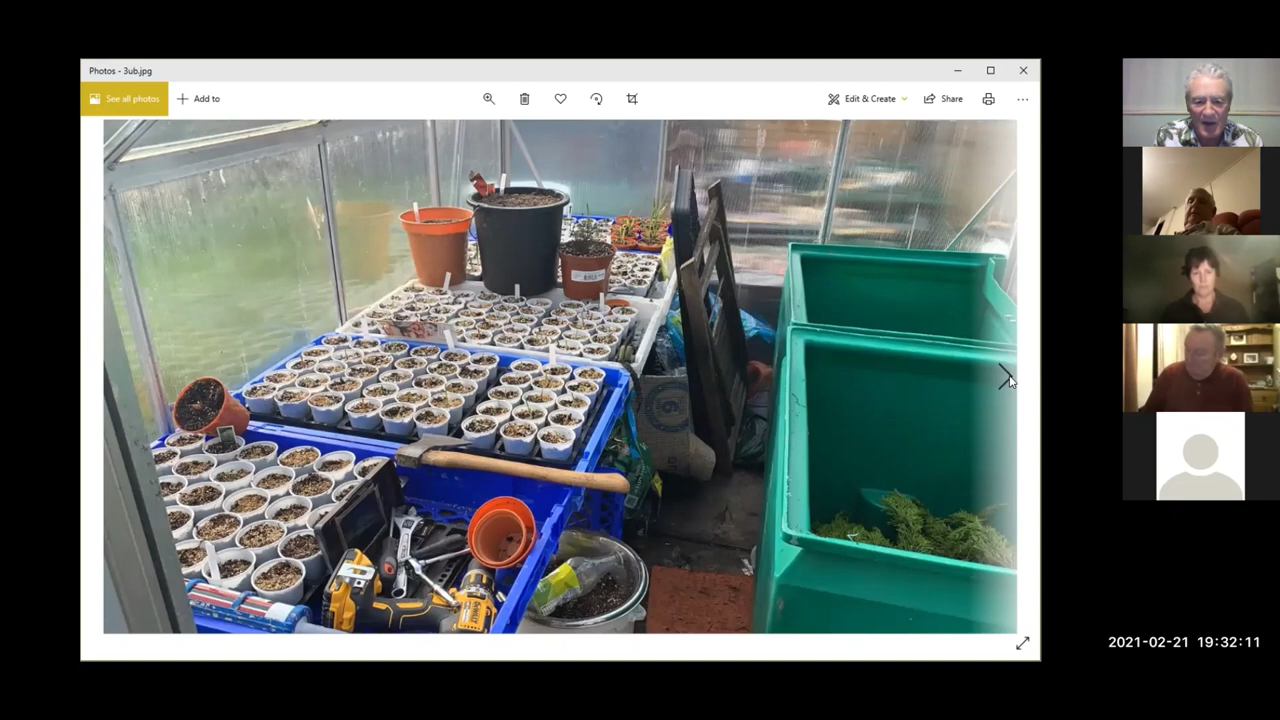 Photos - 3ub.jpg
See all photos
Add to
Edit & Create
Share
2021-02-21 19:32:11